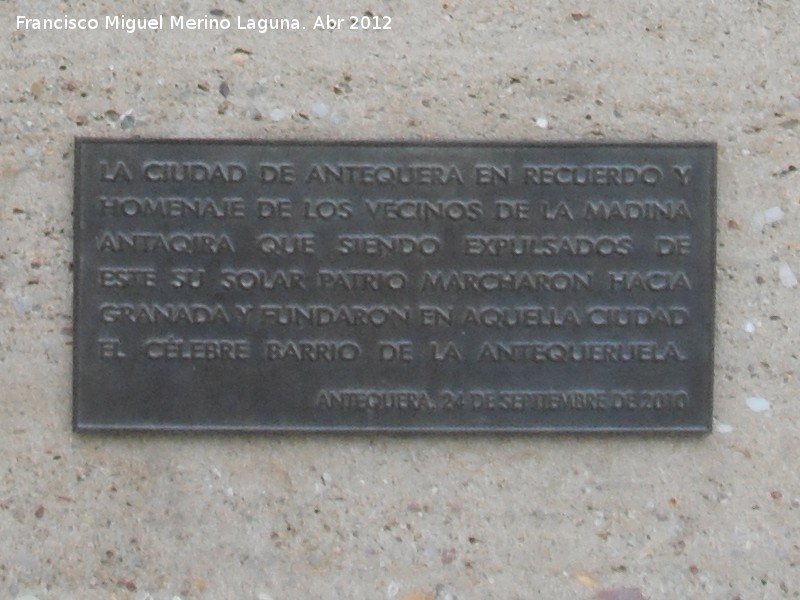 Francisco Miguel Merino Laguna. Abr 2012
LA CIUDAD DE ANTEQUERA EN RECUERDO Y
HOMENAJE DE LOS VECINOS DE LA MADINA
ANTAQIRA QUE SIENDO EXPULSADOS DE
ESTE SU SOLAR PATRIO MARCHARON HACIA
GRANADA Y FUNDARON EN AQUELLA CIUDAD
EL CÉLEBRE BARRIO DE LA ANTEQUERUELA.
ANTEQUERA, 24 DE SEPTIEMBRE DE 2010